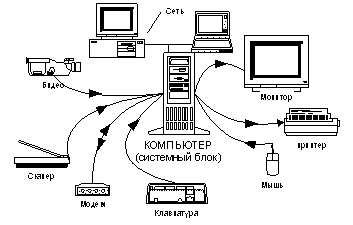 Сеть
Видео
Монитор
КОМПЬЮТЕР
(системный блок)
принтер
Сканер
Модем
Клавиатура
Мышь